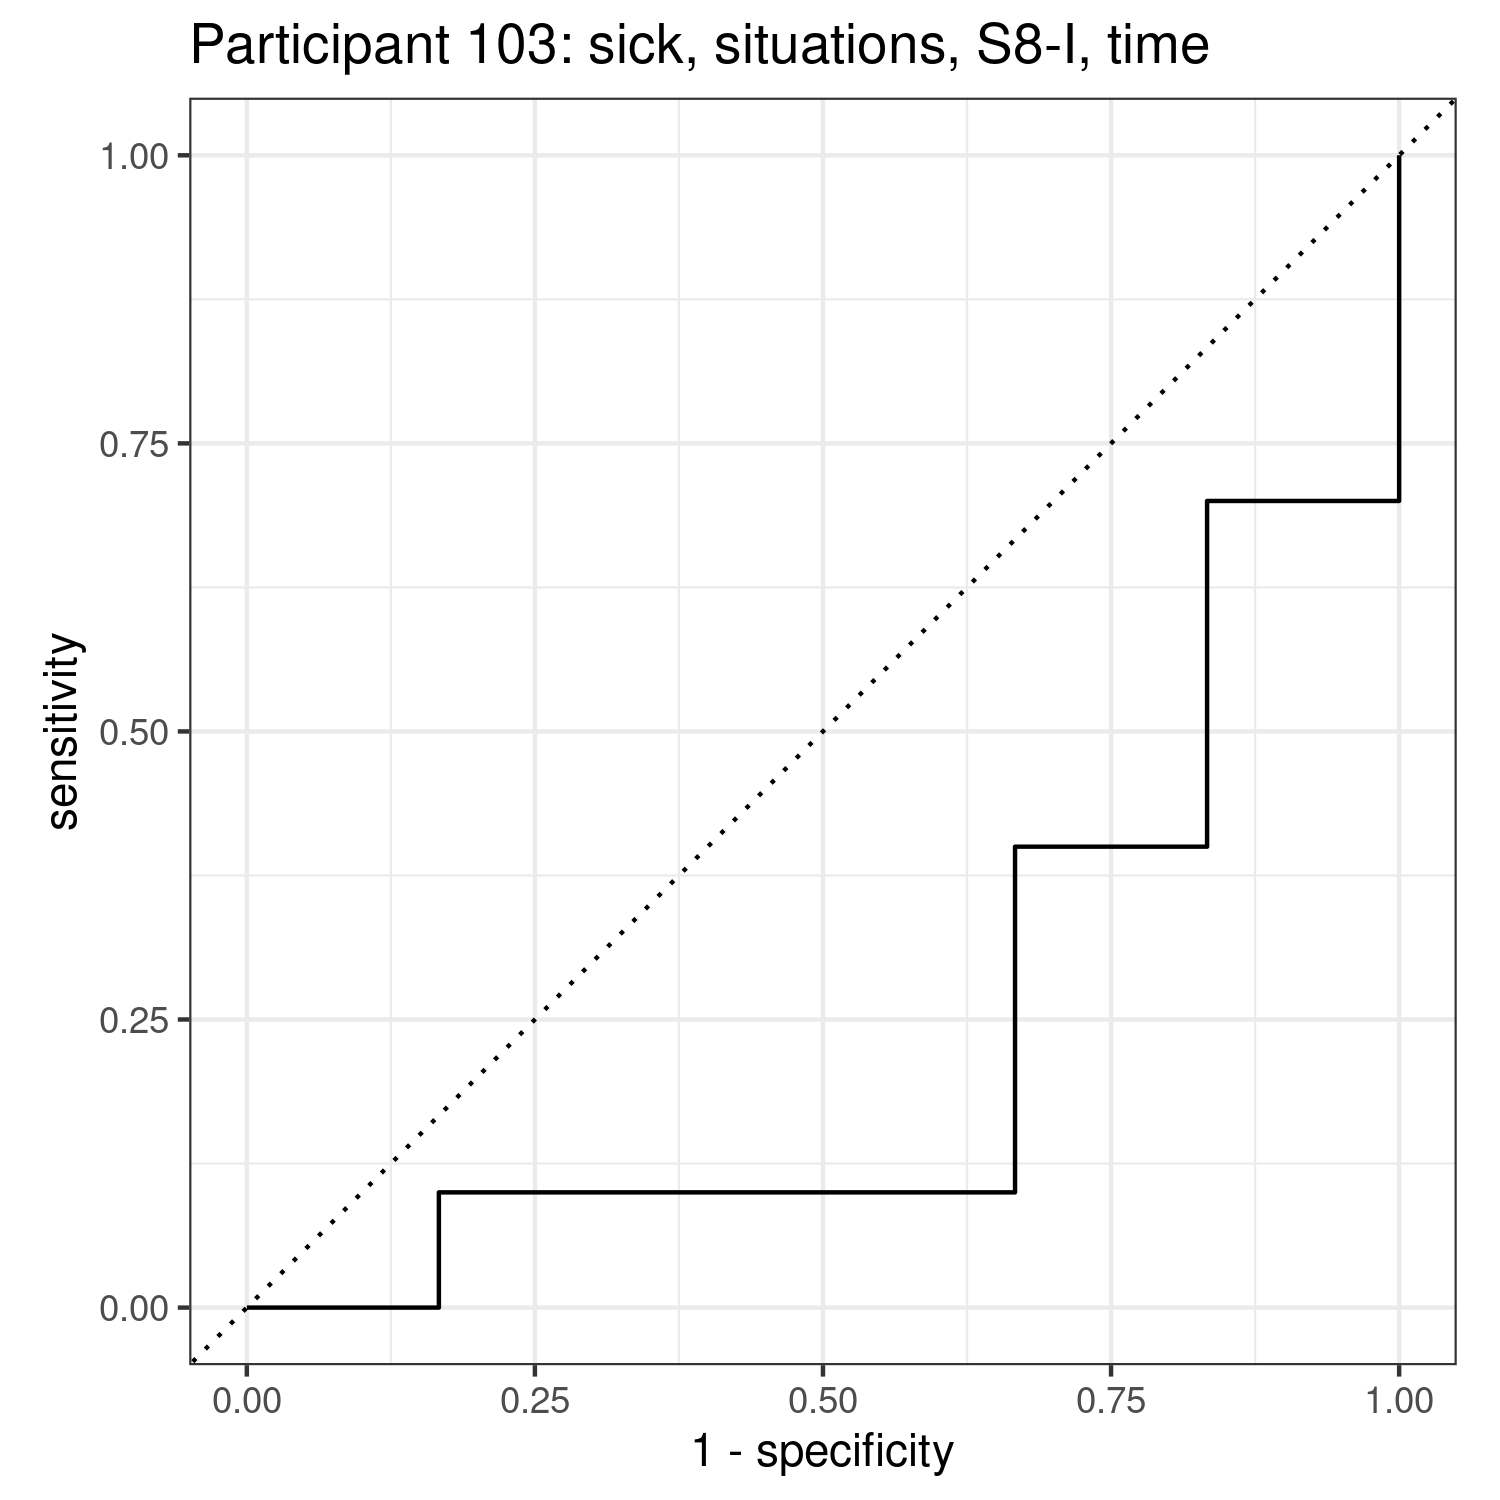 Participant 103: sick, situations, S8-I, time
1.00
0.75
0.50
0.25
0.00
sensitivity
0.00 0.25 0.50 0.75 1.00
1 - specificity